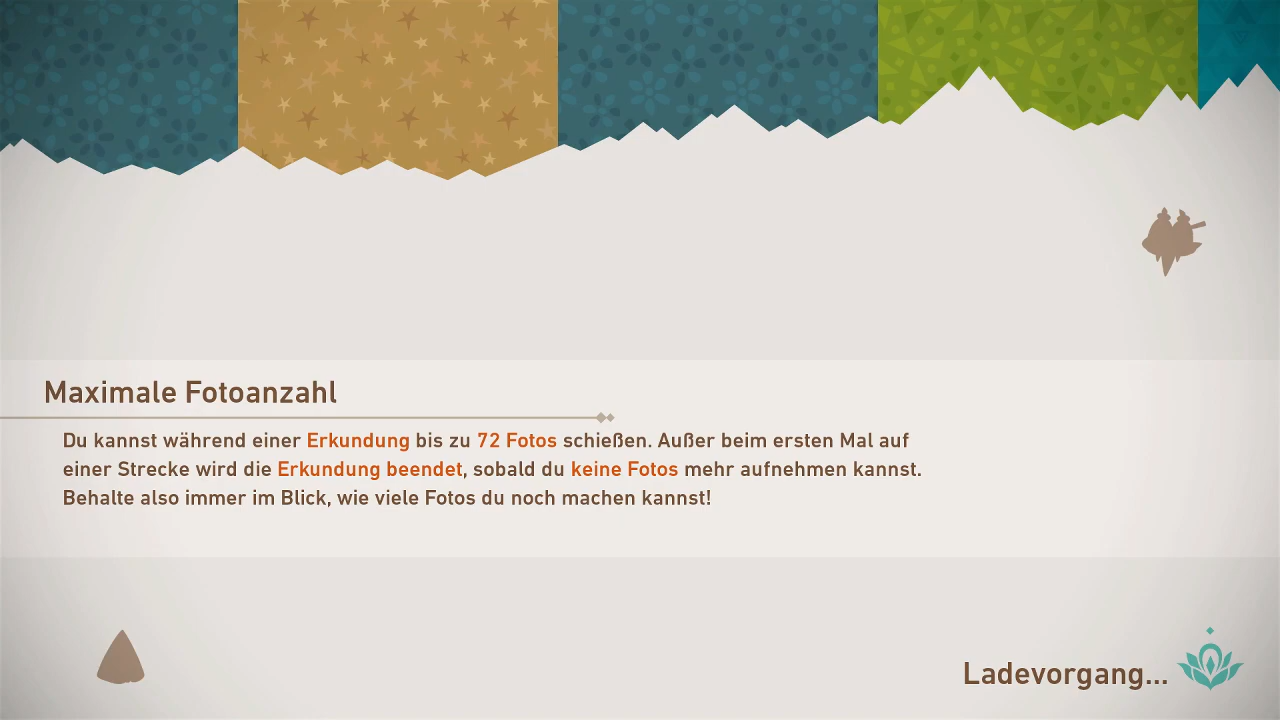 Maximale Fotoanzahl
Du kannst während einer Erkundung bis zu 72 Fotos schießen. Außer beim ersten Mal auf
einer Strecke wird die Erkundung beendet, sobald du keine Fotos mehr aufnehmen kannst.
Behalte also immer im Blick, wie viele Fotos du noch machen kannst!
Ladevorgang...